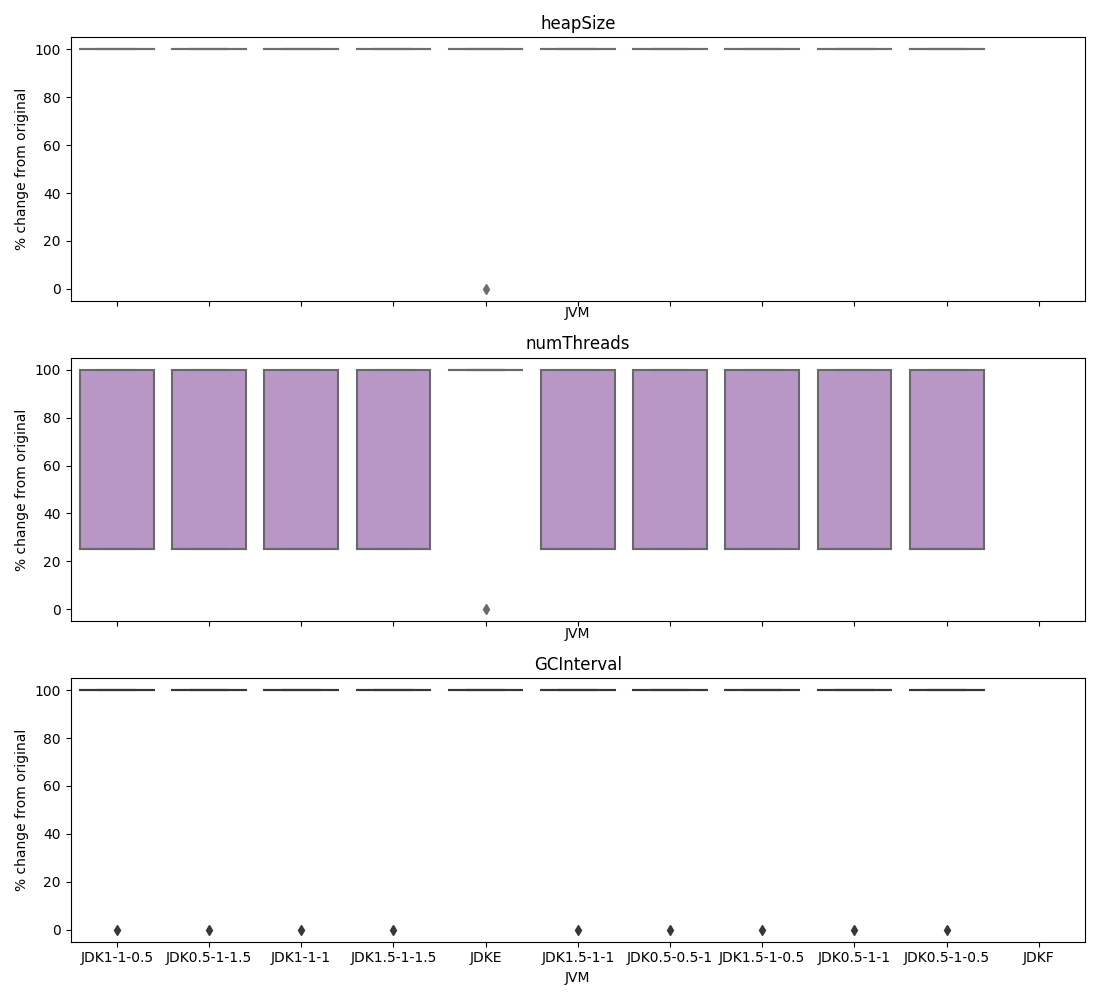 heapSize
% change from original
100
80
60
40
20
0
JVM
numThreads
% change from original
100
80
60
40
20
0
JVM
GCInterval
% change from original
100
80
60
40
20
0
JDK1-1-0.5 JDK0.5-1-1.5 JDK1-1-1 JDK1.5-1-1.5 JDKE JDK1.5-1-1 JDK0.5-0.5-1 JDK1.5-1-0.5 JDK0.5-1-1 JDK0.5-1-0.5 JDKF
JVM